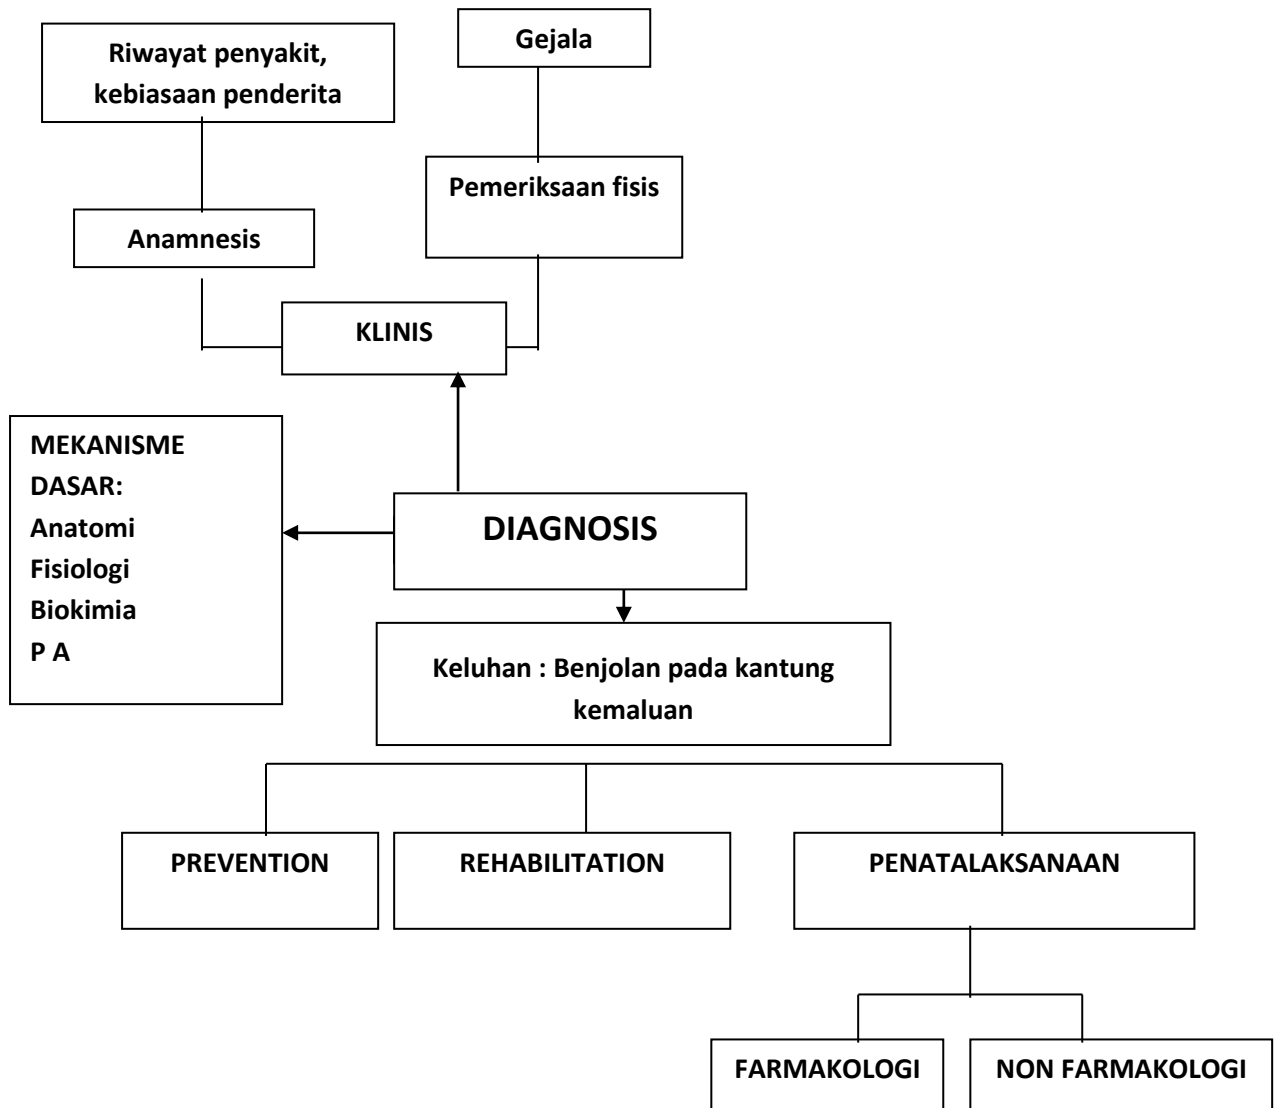 Riwayat penyakit,
kebiasaan penderita
Gejala
Pemeriksaan fisis
Anamnesis
KLINIS
MEKANISME
DASAR:
Anatomi
Fisiologi
Biokimia
P A
DIAGNOSIS
Keluhan : Benjolan pada kantung
kemaluan
PREVENTION
REHABILITATION
PENATALAKSANAAN
FARMAKOLOGI
NON FARMAKOLOGI